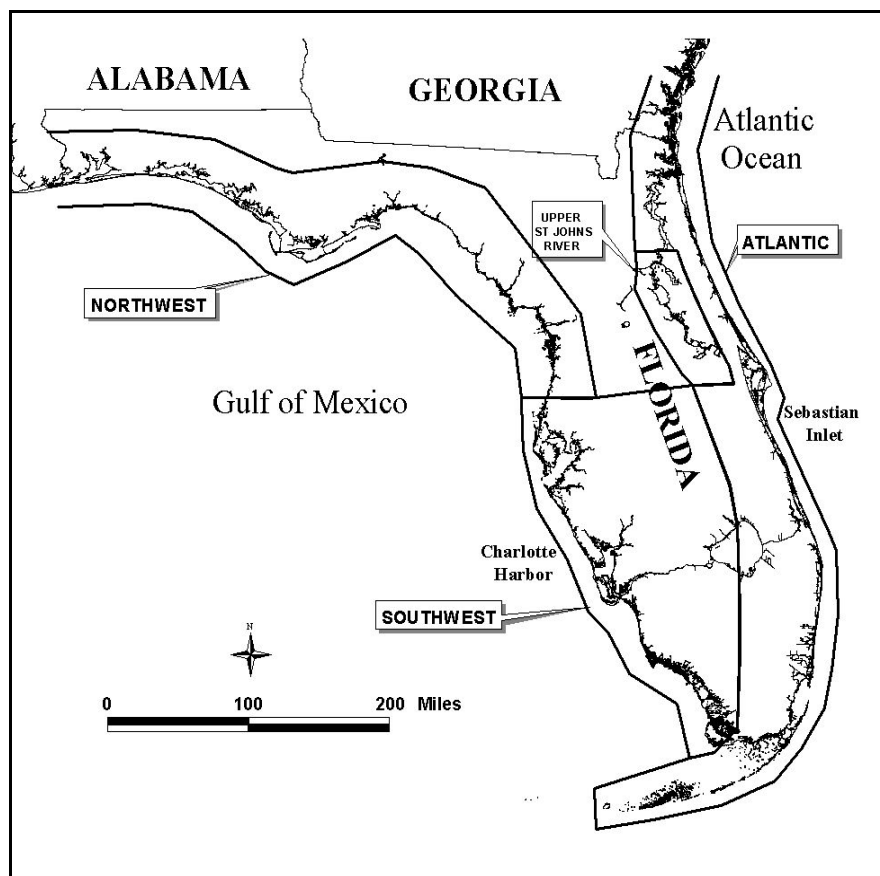 ALABAMA
GEORGIA
Atlantic
Ocean
UPPER
ST JOHNS
RIVER
ATLANTIC
NORTHWEST
FLORIDA
Gulf of Mexico
Sebastian
Inlet
Charlotte
Harbor
SOUTHWEST
N
0 100 200 Miles